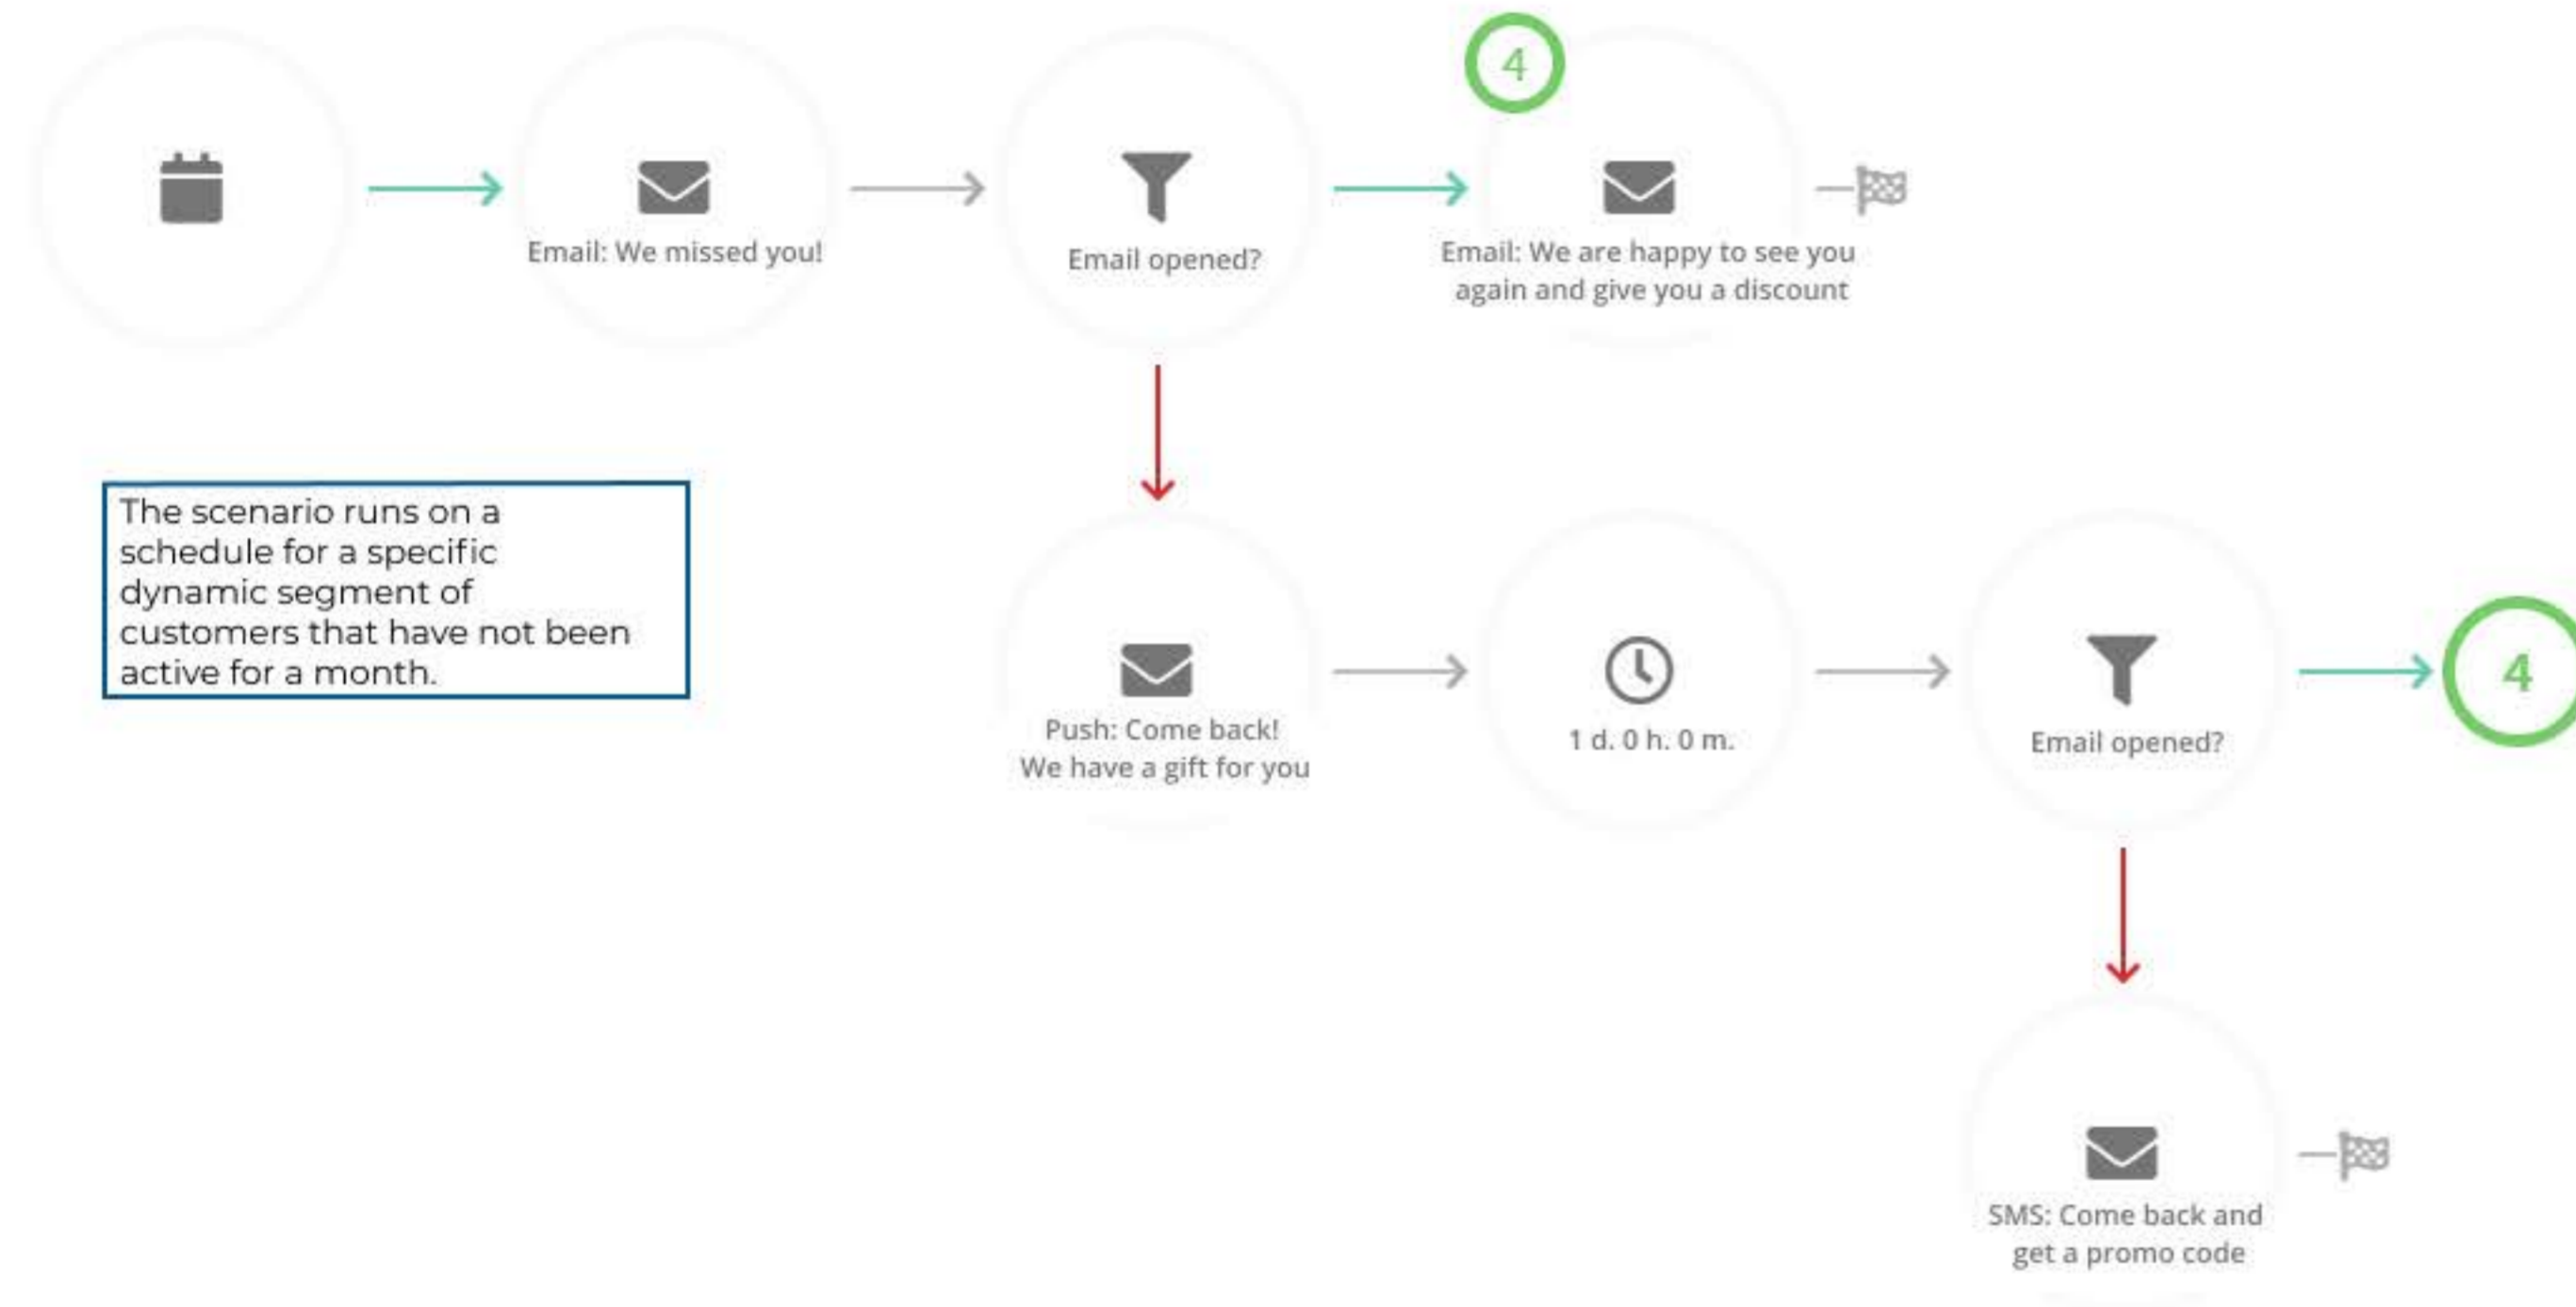 4
Email: We missed you!
Email opened?
Email: We are happy to see you
again and give you a discount
The scenario runs on a
schedule for a specific
dynamic segment of
customers that have not been
active for a month.
Push: Come back!
We have a gift for you
1 d. 0 h. 0 m.
Email opened?
4
SMS: Come back and
get a promo code